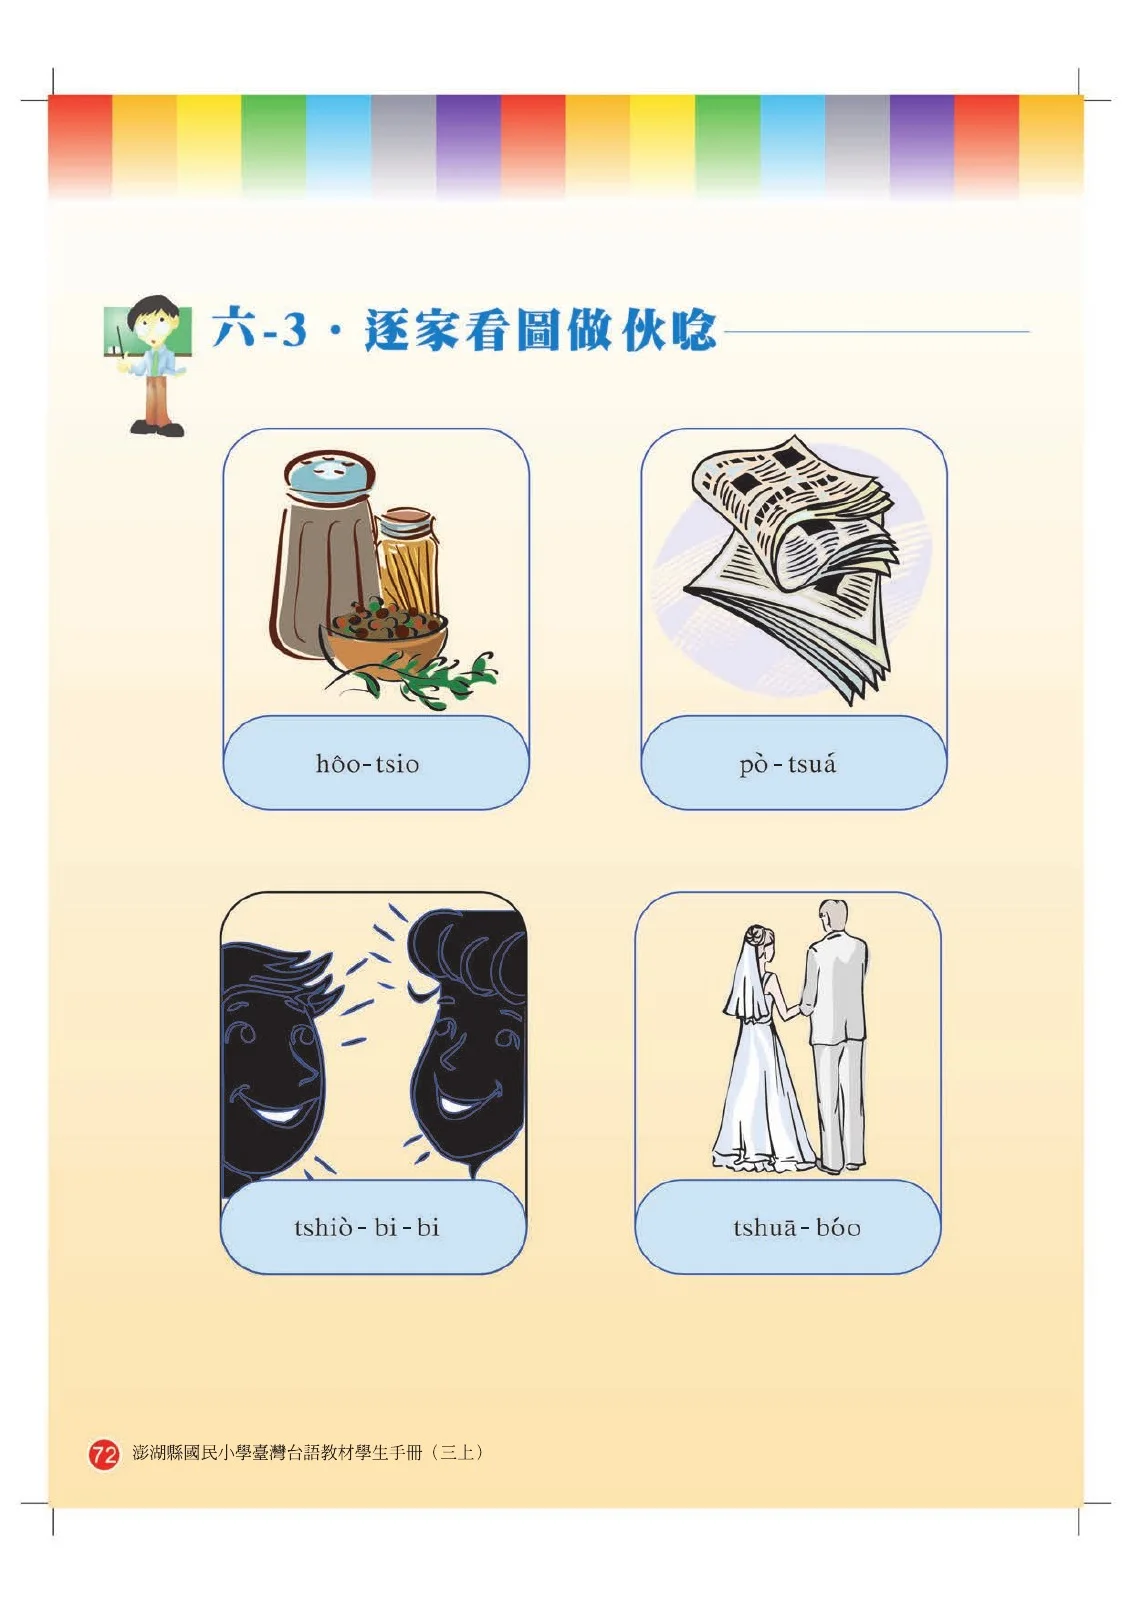 六-3·逐家看圖做伙唸
hôo-tsio
pò-tsuá
tshiò-bi-bi
tshuā-bóo
72 澎湖縣國民小學臺灣台語教材學生手冊（三上）